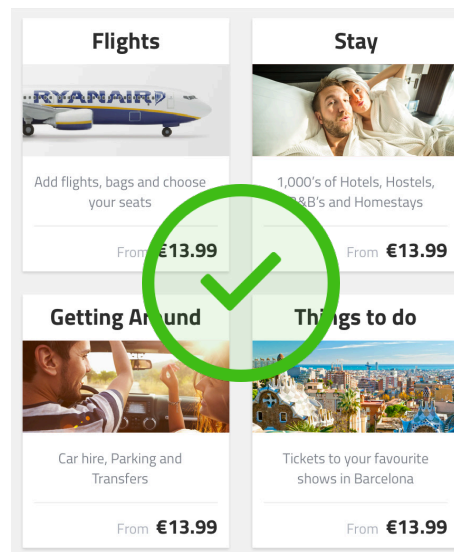 Flights
RYANAIR
Add flights, bags and choose
your seats
From €13.99
Stay
1,000's of Hotels, Hostels,
B&B's and Homestays
From €13.99
Getting Around
Car hire, Parking and
Transfers
From €13.99
Things to do
Tickets to your favourite
shows in Barcelona
From €13.99